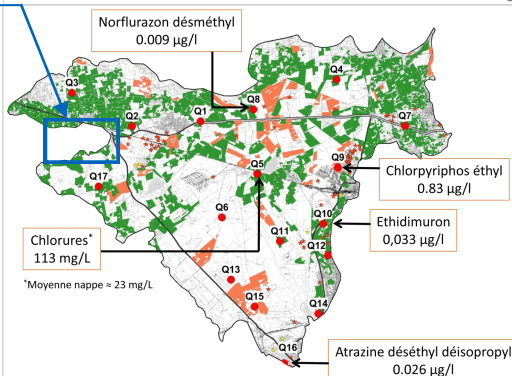 Norflurazon désméthyl
0.009 µg/l
Q3
Q4
Q8
Q2
Q1
Q7
Q9
Q5
Chlorpyriphos éthyl
0.83 µg/l
Q17
Q6
Q10
Ethidimuron
0,033 µg/l
Chlorures*
113 mg/L
Q11
Q12
*Moyenne nappe ≈ 23 mg/L
Q13
Q15
Q14
Q16
Atrazine déséthyl déisopropyl
0.026 µg/l